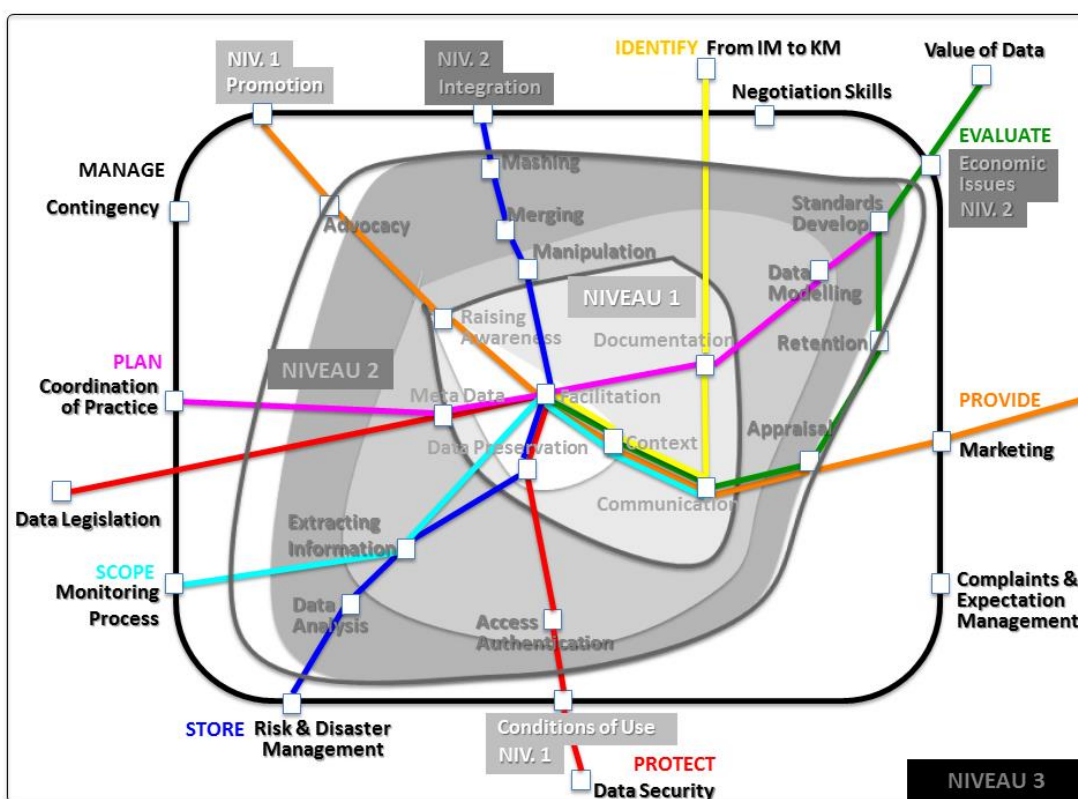 IDENTIFY From IM to KM
Value of Data
NIV. 1
Promotion
NIV. 2
Integration
Negotiation Skills
EVALUATE
Economic
Issues
NIV. 2
MANAGE
Contingency
Mashing
Advocacy
Merging
Standards
Develop
Manipulation
Data
Modelling
NIVEAU 1
Raising
Awareness
Documentation
Retention
NIVEAU 2
PLAN
Coordination
of Practice
Meta Data
Facilitation
PROVIDE
Marketing
Data Preservation
Context
Appraisal
Communication
Data Legislation
Extracting
Information
SCOPE
Monitoring
Process
Data
Analysis
Access
Authentication
Complaints &
Expectation
Management
STORE Risk & Disaster
Management
Conditions of Use
NIV. 1
PROTECT
Data Security
NIVEAU 3